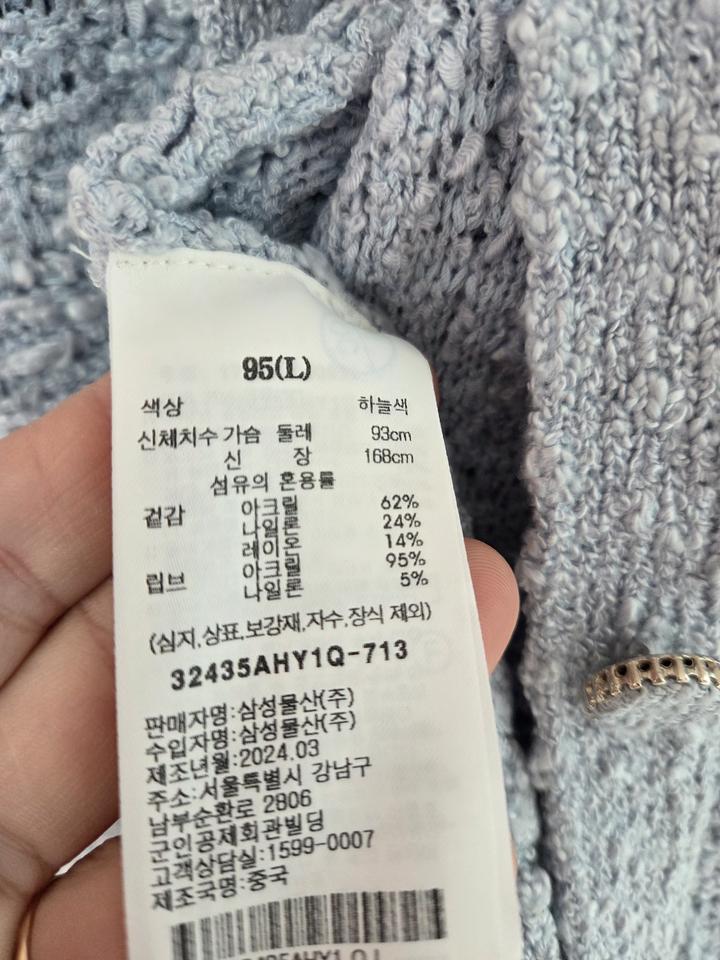 95(L)
색상 하늘색
신체치수 가슴 둘레 93cm
신 장 168cm
섬유의 혼용률
겉감 아크릴 62%
나일론 24%
레이온 14%
립브 아크릴 95%
나일론 5%
(심지,상표,보강재,자수,장식 제외)
32435AHY1Q-713
판매자명:삼성물산(주)
수입자명:삼성물산(주)
제조년월:2024.03
주소:서울특별시 강남구
남부순환로 2806
군인공제회관빌딩
고객상담실:1599-0007
제조국명:중국